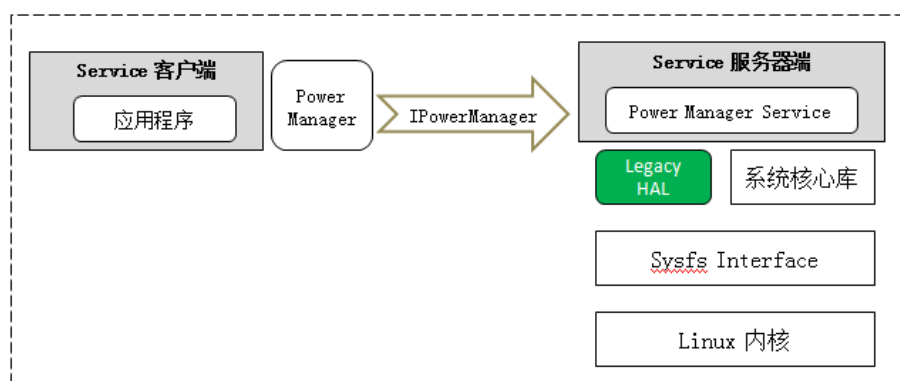 Service 客户端
应用程序
Power
Manager
IPowerManager
Service 服务器端
Power Manager Service
Legacy
HAL
系统核心库
Sysfs Interface
Linux 内核